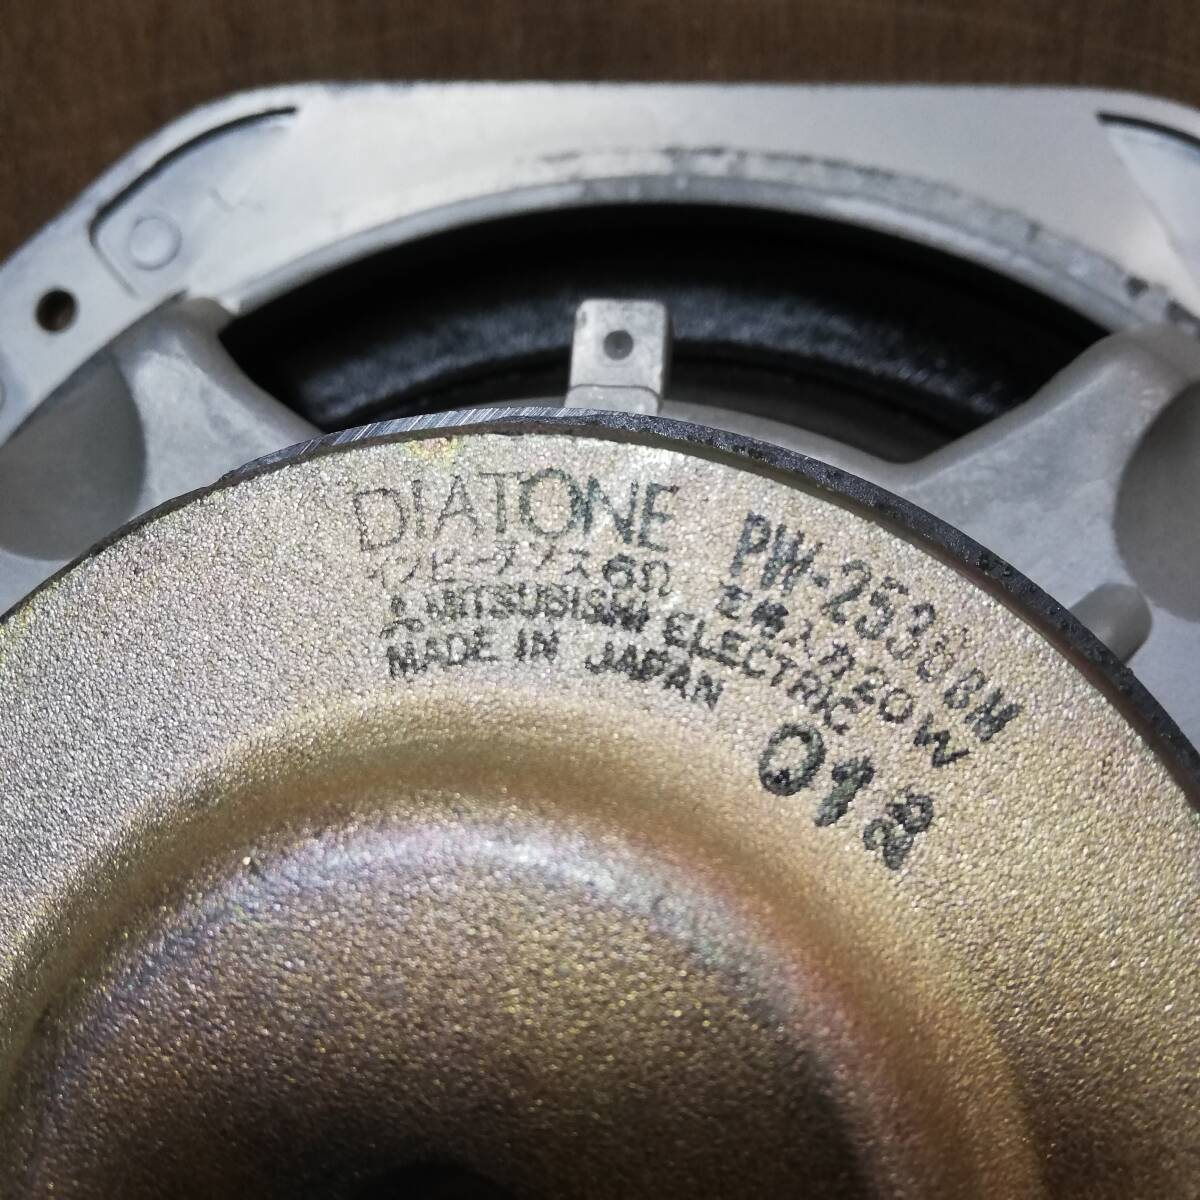 DIATONE
PW-2530BM
インピーダンス6Ω
定格入力20W
MITSUBISHI ELECTRIC
MADE IN JAPAN
012